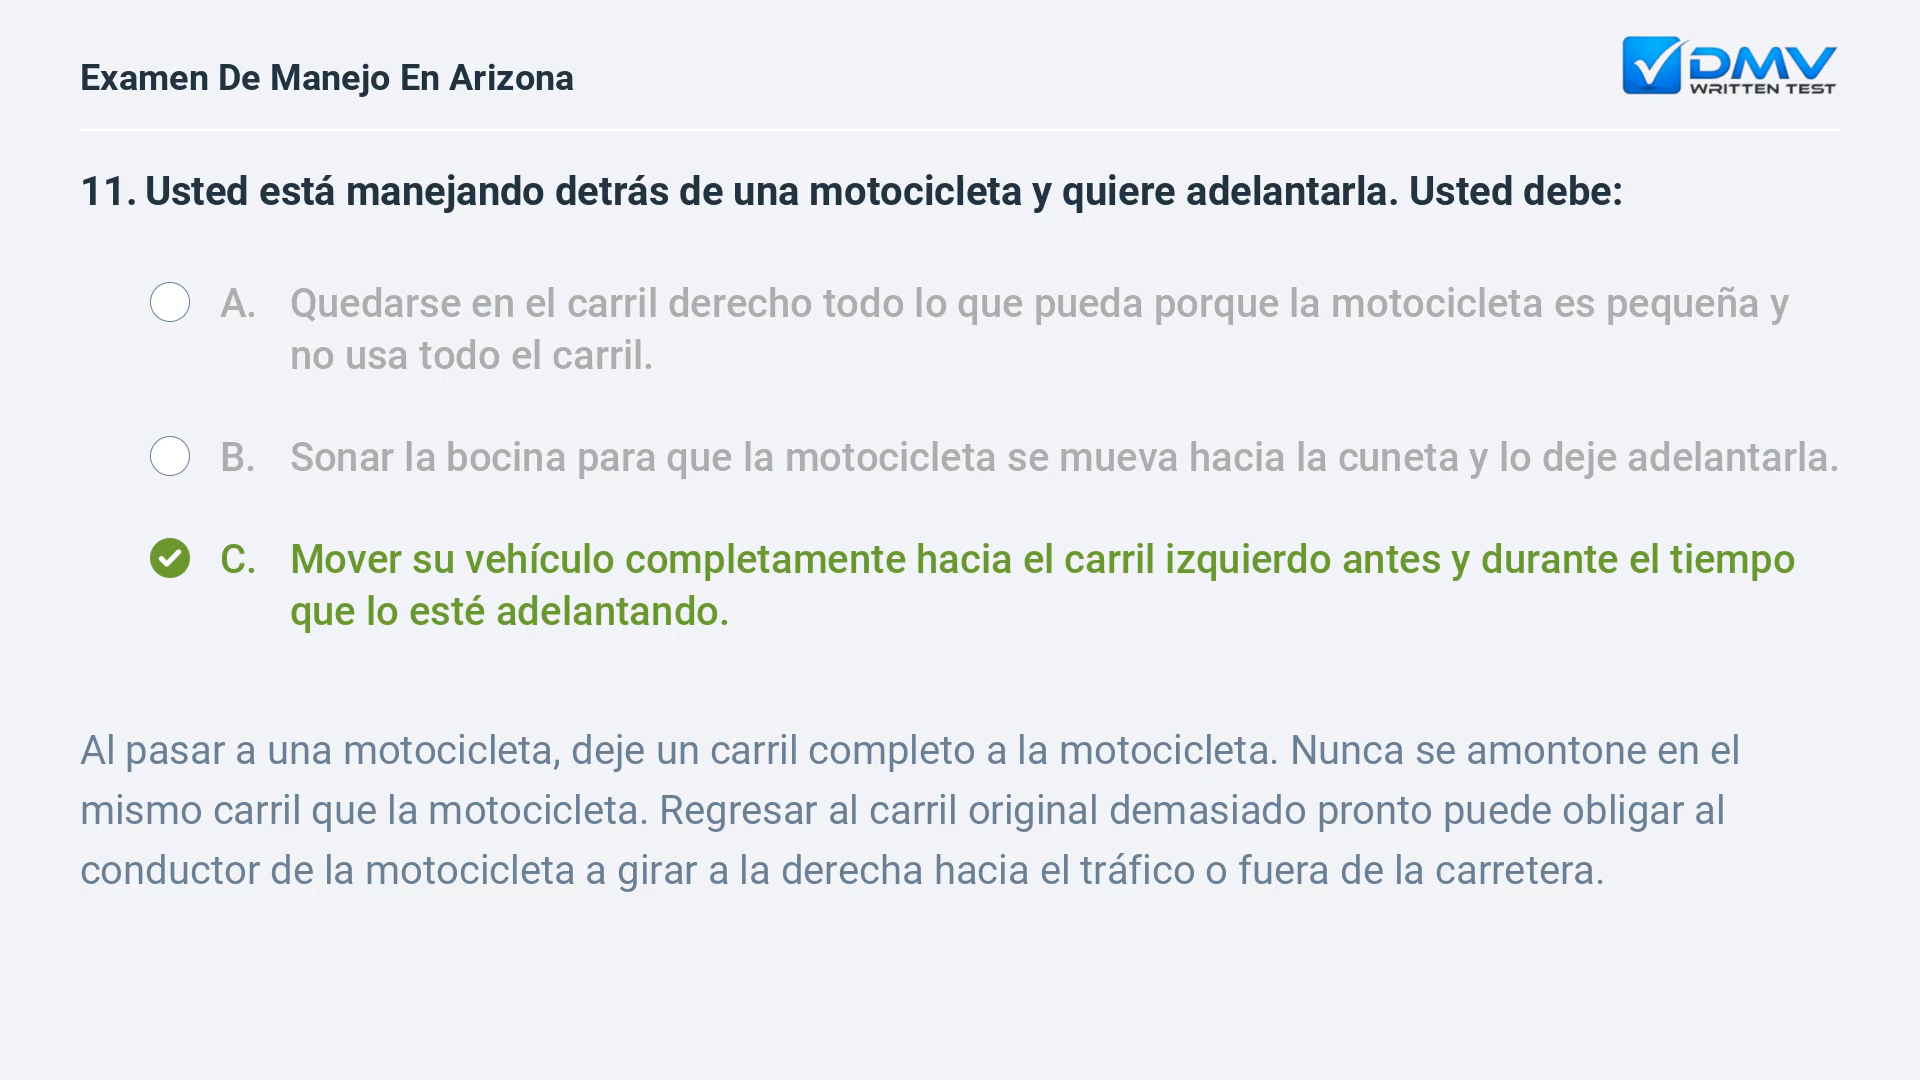 Examen De Manejo En Arizona
DMV
WRITTEN TEST
11. Usted está manejando detrás de una motocicleta y quiere adelantarla. Usted debe:
A. Quedarse en el carril derecho todo lo que pueda porque la motocicleta es pequeña y
no usa todo el carril.
B. Sonar la bocina para que la motocicleta se mueva hacia la cuneta y lo deje adelantarla.
C. Mover su vehículo completamente hacia el carril izquierdo antes y durante el tiempo
que lo esté adelantando.
Al pasar a una motocicleta, deje un carril completo a la motocicleta. Nunca se amontone en el
mismo carril que la motocicleta. Regresar al carril original demasiado pronto puede obligar al
conductor de la motocicleta a girar a la derecha hacia el tráfico o fuera de la carretera.